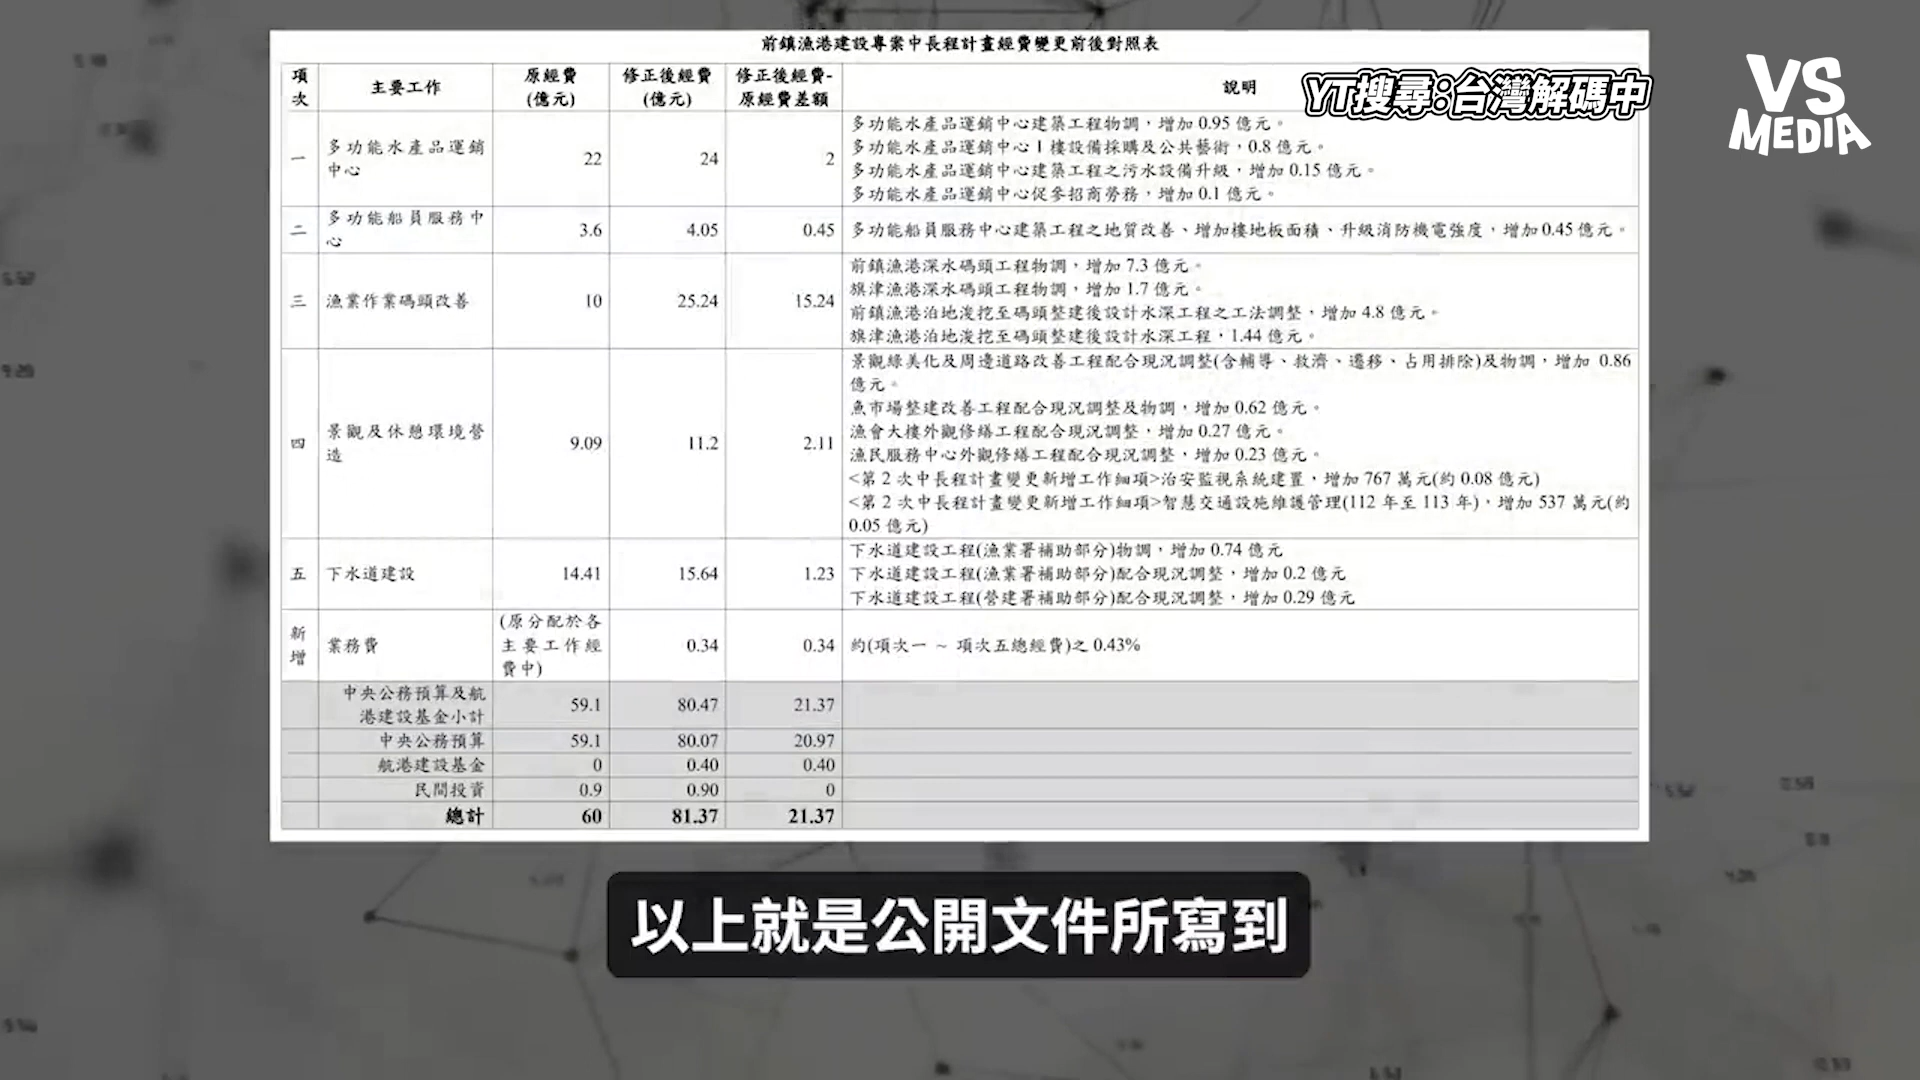 前鎮漁港建設專案中長程計畫經費變更前後對照表
YT搜尋:台灣解碼中
VS
MEDIA
項次 主要工作 原經費(億元) 修正後經費(億元) 修正後經費-原經費差額 說明
一 多功能水產品運銷中心 22 24 2
多功能水產品運銷中心建築工程物調，增加 0.95 億元。
多功能水產品運銷中心 1 樓設備採購及公共藝術，0.8 億元。
多功能水產品運銷中心建築工程之污水設備升級，增加 0.15 億元。
多功能水產品運銷中心促參招商勞務，增加 0.1 億元。
二 多功能船員服務中心 3.6 4.05 0.45
多功能船員服務中心建築工程之地質改善、增加樓地板面積、升級消防機電強度，增加 0.45 億元。
三 漁業作業碼頭改善 10 25.24 15.24
前鎮漁港深水碼頭工程物調，增加 7.3 億元。
旗津漁港深水碼頭工程物調，增加 1.7 億元。
前鎮漁港泊地浚挖至碼頭整建後設計水深工程之工法調整，增加 4.8 億元。
旗津漁港泊地浚挖至碼頭整建後設計水深工程，1.44 億元。
四 景觀及休憩環境營造 9.09 11.2 2.11
景觀綠美化及周邊道路改善工程配合現況調整(含輔導、救濟、遷移、占用排除)及物調，增加 0.86
億元。
魚市場整建改善工程配合現況調整及物調，增加 0.62 億元。
漁會大樓外觀修繕工程配合現況調整，增加 0.27 億元。
漁民服務中心外觀修繕工程配合現況調整，增加 0.23 億元。
<第 2 次中長程計畫變更新增工作細項>治安監視系統建置，增加 767 萬元(約 0.08 億元)
<第 2 次中長程計畫變更新增工作細項>智慧交通設施維護管理(112 年至 113 年)，增加 537 萬元(約
0.05 億元)
五 下水道建設 14.41 15.64 1.23
下水道建設工程(漁業署補助部分)物調，增加 0.74 億元
下水道建設工程(漁業署補助部分)配合現況調整，增加 0.2 億元
下水道建設工程(營建署補助部分)配合現況調整，增加 0.29 億元
新增 業務費 (原分配於各主要工作經費中) 0.34 0.34 約(項次一 ~ 項次五總經費)之 0.43%
中央公務預算及航港建設基金小計 59.1 80.47 21.37
中央公務預算 59.1 80.07 20.97
航港建設基金 0 0.40 0.40
民間投資 0.9 0.90 0
總計 60 81.37 21.37
以上就是公開文件所寫到